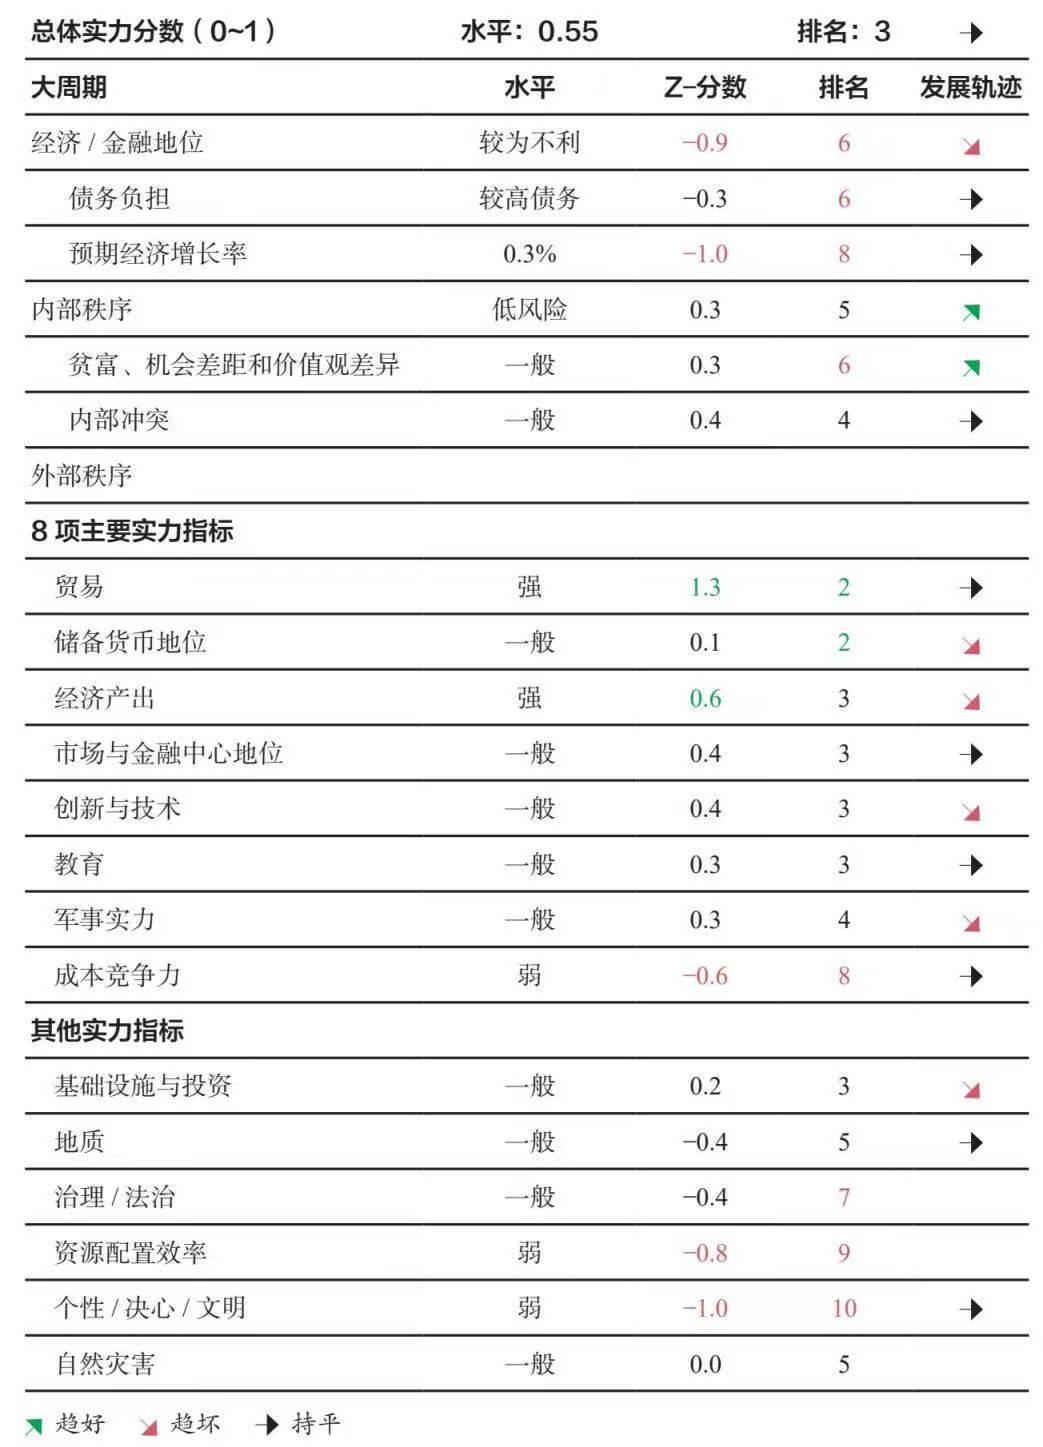 总体实力分数（0~1） 水平：0.55 排名：3 →
大周期 水平 Z-分数 排名 发展轨迹
经济 / 金融地位 较为不利 −0.9 6 ↘
债务负担 较高债务 −0.3 6 →
预期经济增长率 0.3% −1.0 8 →
内部秩序 低风险 0.3 5 ↗
贫富、机会差距和价值观差异 一般 0.3 6 ↗
内部冲突 一般 0.4 4 →
外部秩序
8 项主要实力指标
贸易 强 1.3 2 →
储备货币地位 一般 0.1 2 ↘
经济产出 强 0.6 3 ↘
市场与金融中心地位 一般 0.4 3 →
创新与技术 一般 0.4 3 ↘
教育 一般 0.3 3 →
军事实力 一般 0.3 4 ↘
成本竞争力 弱 −0.6 8 →
其他实力指标
基础设施与投资 一般 0.2 3 ↘
地质 一般 −0.4 5 →
治理 / 法治 一般 −0.4 7
资源配置效率 弱 −0.8 9
个性 / 决心 / 文明 弱 −1.0 10 →
自然灾害 一般 0.0 5
↗ 趋好 ↘ 趋坏 → 持平